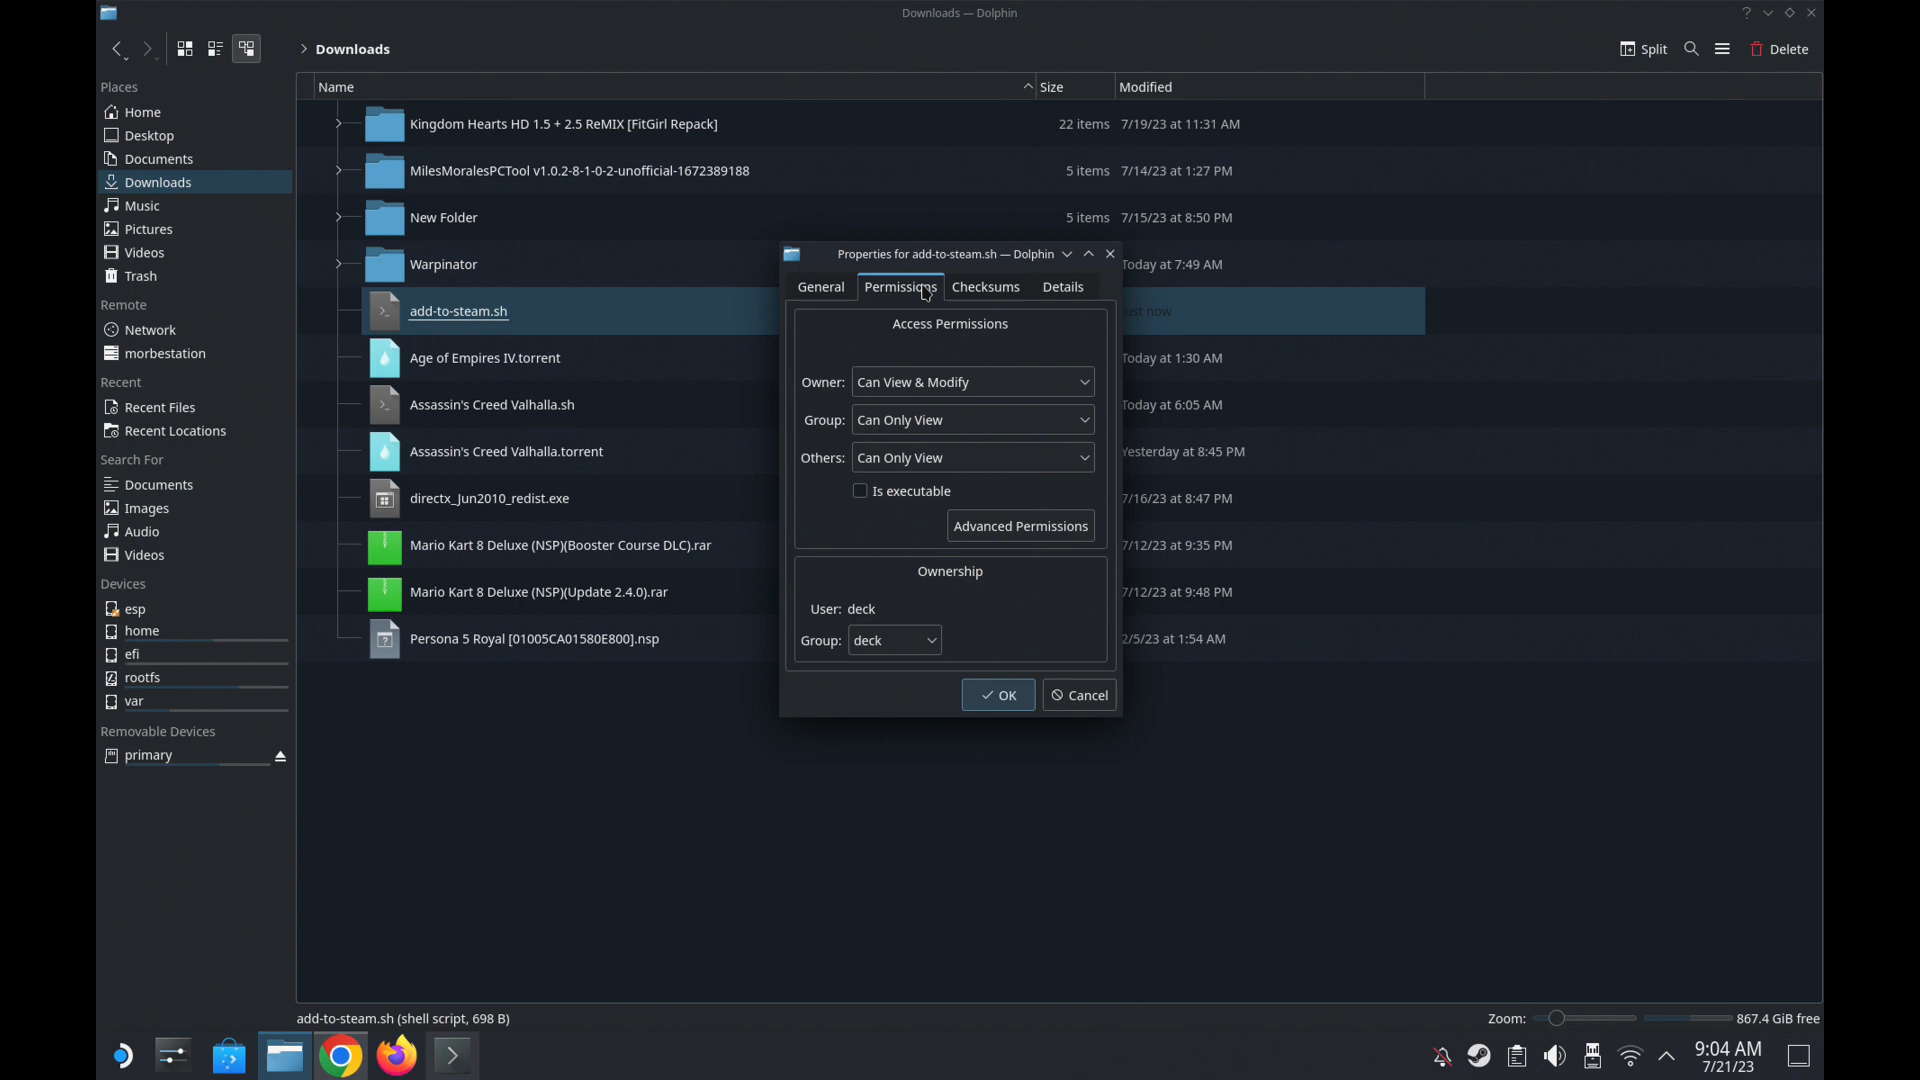 Downloads — Dolphin
Downloads
Split
Delete
Places
Home
Desktop
Documents
Downloads
Music
Pictures
Videos
Trash
Remote
Network
morbestation
Recent
Recent Files
Recent Locations
Search For
Documents
Images
Audio
Videos
Devices
esp
home
efi
rootfs
var
Removable Devices
primary
Name Size Modified
Kingdom Hearts HD 1.5 + 2.5 ReMIX [FitGirl Repack] 22 items 7/19/23 at 11:31 AM
MilesMoralesPCTool v1.0.2-8-1-0-2-unofficial-1672389188 5 items 7/14/23 at 1:27 PM
New Folder 5 items 7/15/23 at 8:50 PM
Warpinator Today at 7:49 AM
add-to-steam.sh Just now
Age of Empires IV.torrent Today at 1:30 AM
Assassin's Creed Valhalla.sh Today at 6:05 AM
Assassin's Creed Valhalla.torrent Yesterday at 8:45 PM
directx_Jun2010_redist.exe 7/16/23 at 8:47 PM
Mario Kart 8 Deluxe (NSP)(Booster Course DLC).rar 7/12/23 at 9:35 PM
Mario Kart 8 Deluxe (NSP)(Update 2.4.0).rar 7/12/23 at 9:48 PM
Persona 5 Royal [01005CA01580E800].nsp 2/5/23 at 1:54 AM
Properties for add-to-steam.sh — Dolphin
General Permissions Checksums Details
Access Permissions
Owner: Can View & Modify
Group: Can Only View
Others: Can Only View
Is executable
Advanced Permissions
Ownership
User: deck
Group: deck
OK Cancel
add-to-steam.sh (shell script, 698 B)
Zoom: 867.4 GiB free
9:04 AM
7/21/23